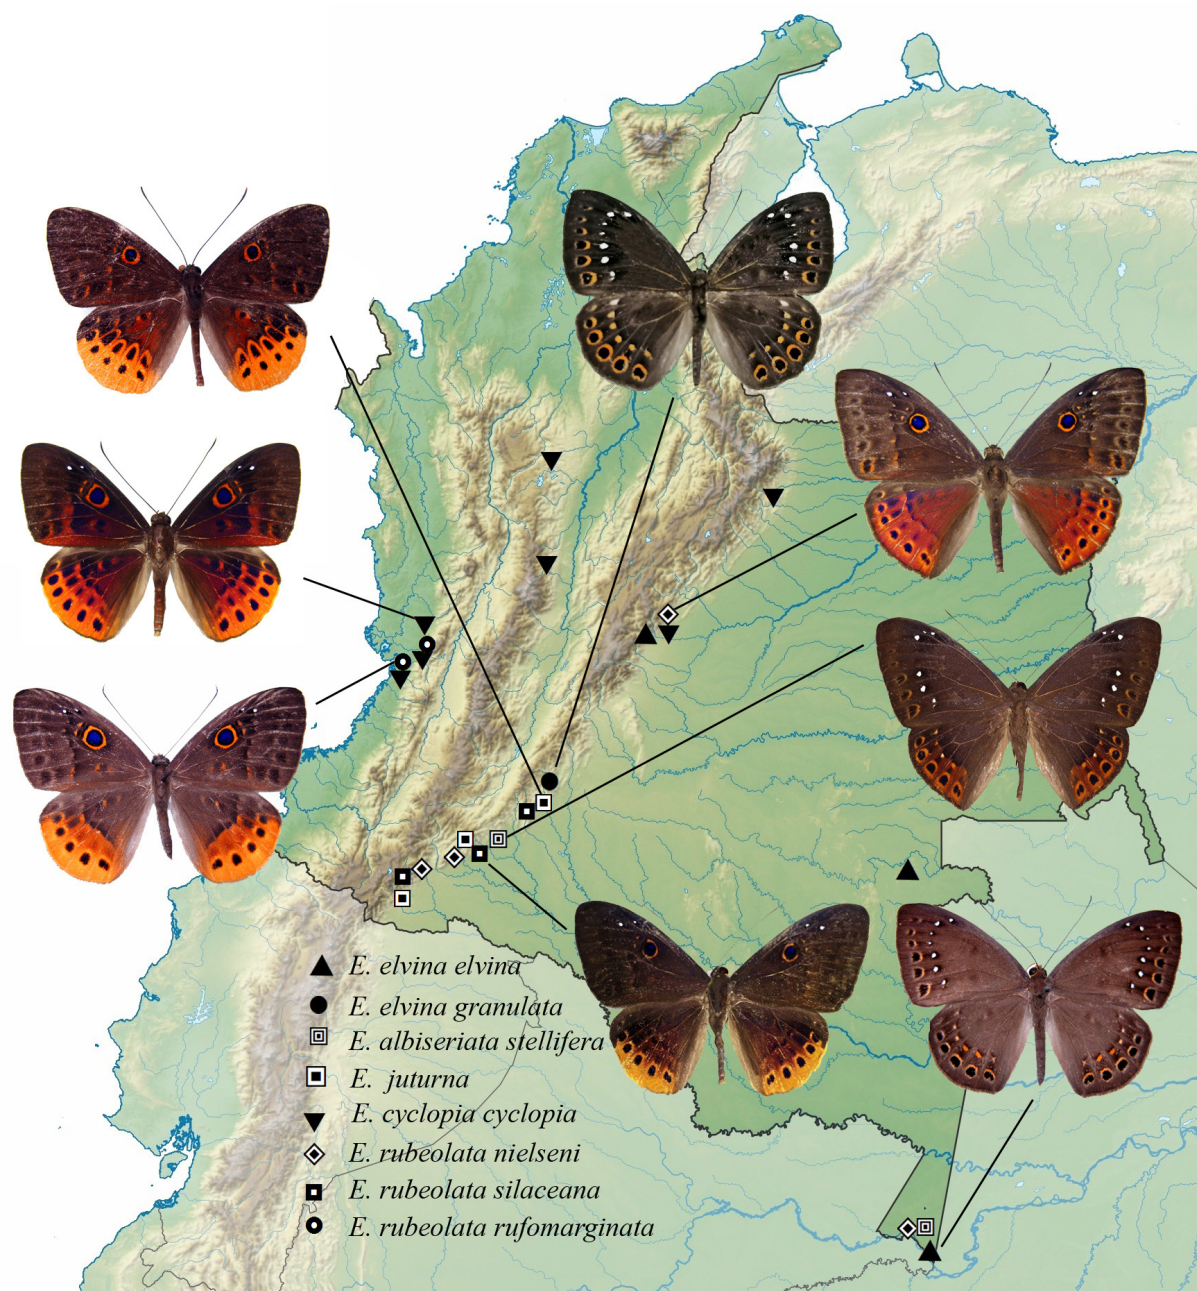 E. elvina elvina
E. elvina granulata
E. albiseriata stellifera
E. juturna
E. cyclopia cyclopia
E. rubeolata nielseni
E. rubeolata silaceana
E. rubeolata rufomarginata